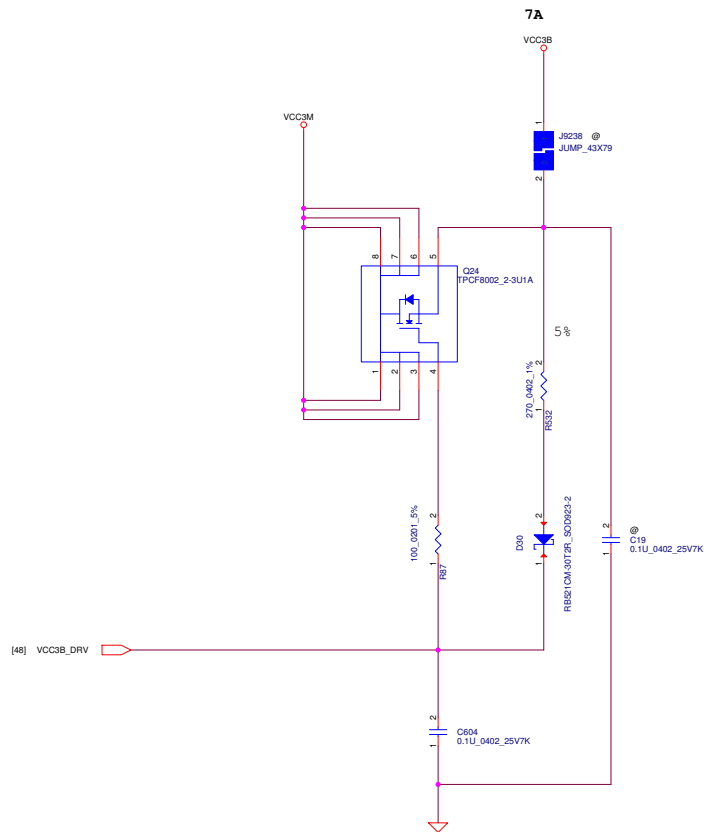 7A
VCC3B
VCC3M
1
J9238 @
JUMP_43X79
2
8
7
6
5
Q24
TPCF8002_2-3U1A
1
2
3
4
5%
2
270_0402_1%
1
R532
2
100_0201_5%
1
R87
2
D30
RB521CM-30T2R_SOD923-2
1
2
@
C19
0.1U_0402_25V7K
1
[48] VCC3B_DRV
2
C604
0.1U_0402_25V7K
1